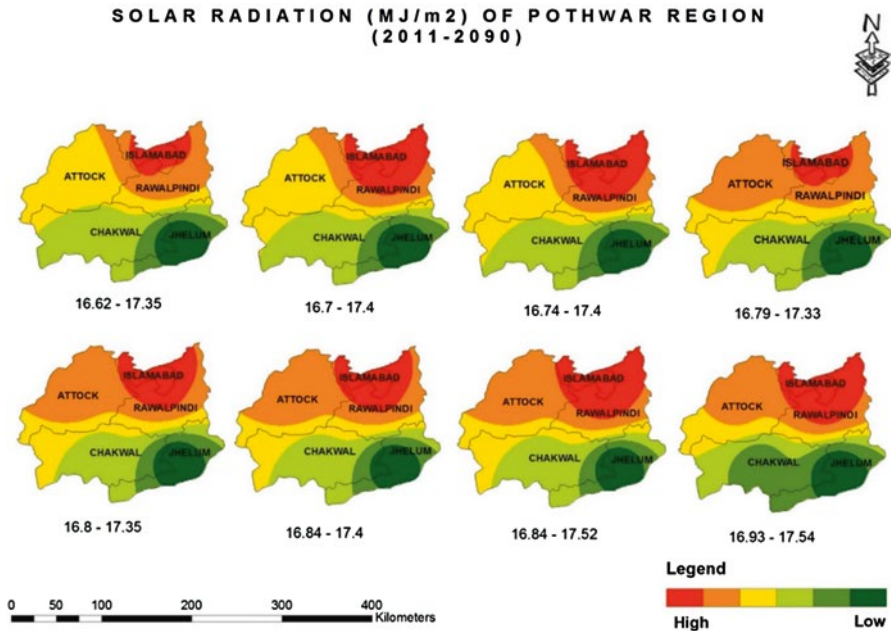 SOLAR RADIATION (MJ/m2) OF POTHWAR REGION
(2011-2090)
N
ISLAMABAD
ATTOCK
RAWALPINDI
CHAKWAL
JHELUM
16.62 - 17.35
ISLAMABAD
ATTOCK
RAWALPINDI
CHAKWAL
JHELUM
16.7 - 17.4
ISLAMABAD
ATTOCK
RAWALPINDI
CHAKWAL
JHELUM
16.74 - 17.4
ISLAMABAD
ATTOCK
RAWALPINDI
CHAKWAL
JHELUM
16.79 - 17.33
ISLAMABAD
ATTOCK
RAWALPINDI
CHAKWAL
JHELUM
16.8 - 17.35
ISLAMABAD
ATTOCK
RAWALPINDI
CHAKWAL
JHELUM
16.84 - 17.4
ISLAMABAD
ATTOCK
RAWALPINDI
CHAKWAL
JHELUM
16.84 - 17.52
ISLAMABAD
ATTOCK
RAWALPINDI
CHAKWAL
JHELUM
16.93 - 17.54
0 50 100 200 300 400 Kilometers
Legend
High Low